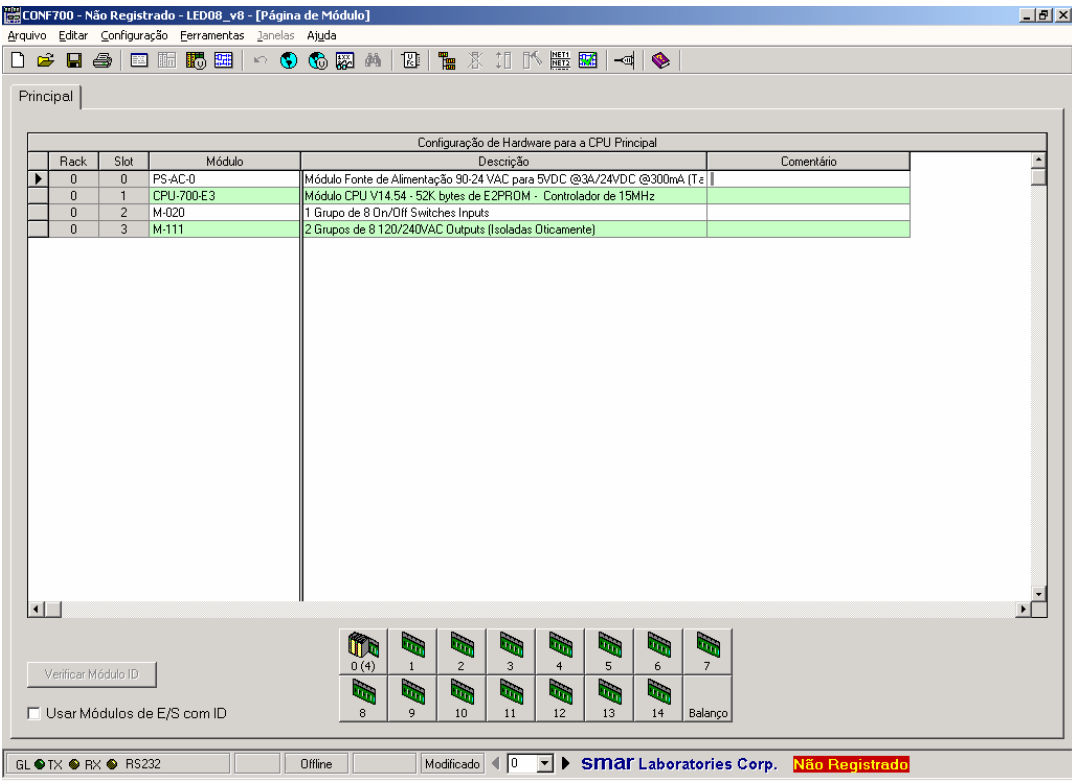 CONF700 - Não Registrado - LED08_v8 - [Página de Módulo]
Arquivo Editar Configuração Ferramentas Janelas Ajuda
Principal
Configuração de Hardware para a CPU Principal
Rack Slot Módulo Descrição Comentário
0 0 PS-AC-0 Módulo Fonte de Alimentação 90-24 VAC para 5VDC @3A/24VDC @300mA (Ta
0 1 CPU-700-E3 Módulo CPU V14.54 - 52K bytes de E2PROM - Controlador de 15MHz
0 2 M-020 1 Grupo de 8 On/Off Switches Inputs
0 3 M-111 2 Grupos de 8 120/240VAC Outputs (Isoladas Oticamente)
0 (4) 1 2 3 4 5 6 7
Verificar Módulo ID
8 9 10 11 12 13 14 Balanço
Usar Módulos de E/S com ID
GL TX RX RS232 Offline Modificado 0 smar Laboratories Corp. Não Registrado